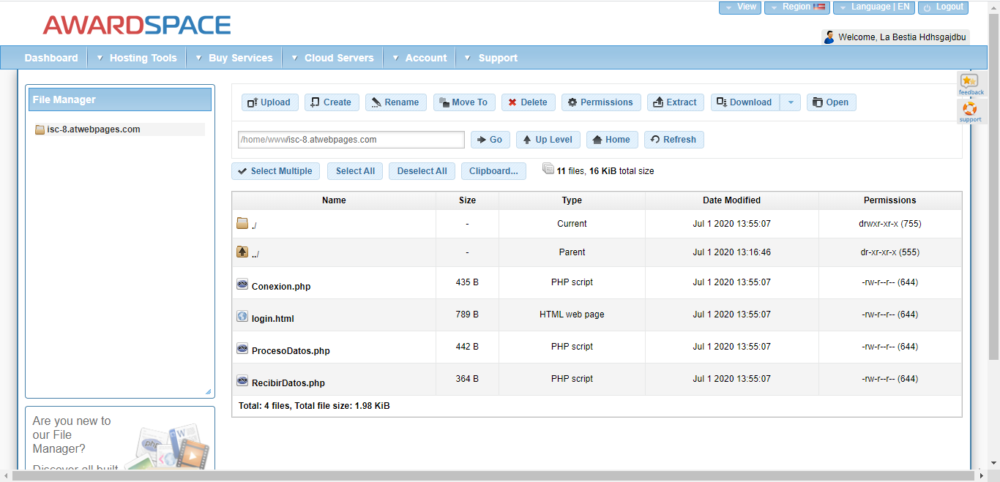 View Region Language | EN Logout
AWARDSPACE
Welcome, La Bestia Hdhsgajdbu
Dashboard Hosting Tools Buy Services Cloud Servers Account Support
feedback
support
File Manager
isc-8.atwebpages.com
Upload Create Rename Move To Delete Permissions Extract Download Open
/home/www/isc-8.atwebpages.com Go Up Level Home Refresh
Select Multiple Select All Deselect All Clipboard... 11 files, 16 KiB total size
Name Size Type Date Modified Permissions
./ - Current Jul 1 2020 13:55:07 drwxr-xr-x (755)
../ - Parent Jul 1 2020 13:16:46 dr-xr-xr-x (555)
php Conexion.php 435 B PHP script Jul 1 2020 13:55:07 -rw-r--r-- (644)
login.html 789 B HTML web page Jul 1 2020 13:55:07 -rw-r--r-- (644)
php ProcesoDatos.php 442 B PHP script Jul 1 2020 13:55:07 -rw-r--r-- (644)
php RecibirDatos.php 364 B PHP script Jul 1 2020 13:55:07 -rw-r--r-- (644)
Total: 4 files, Total file size: 1.98 KiB
Are you new to
our File
Manager?
Discover all built
php W